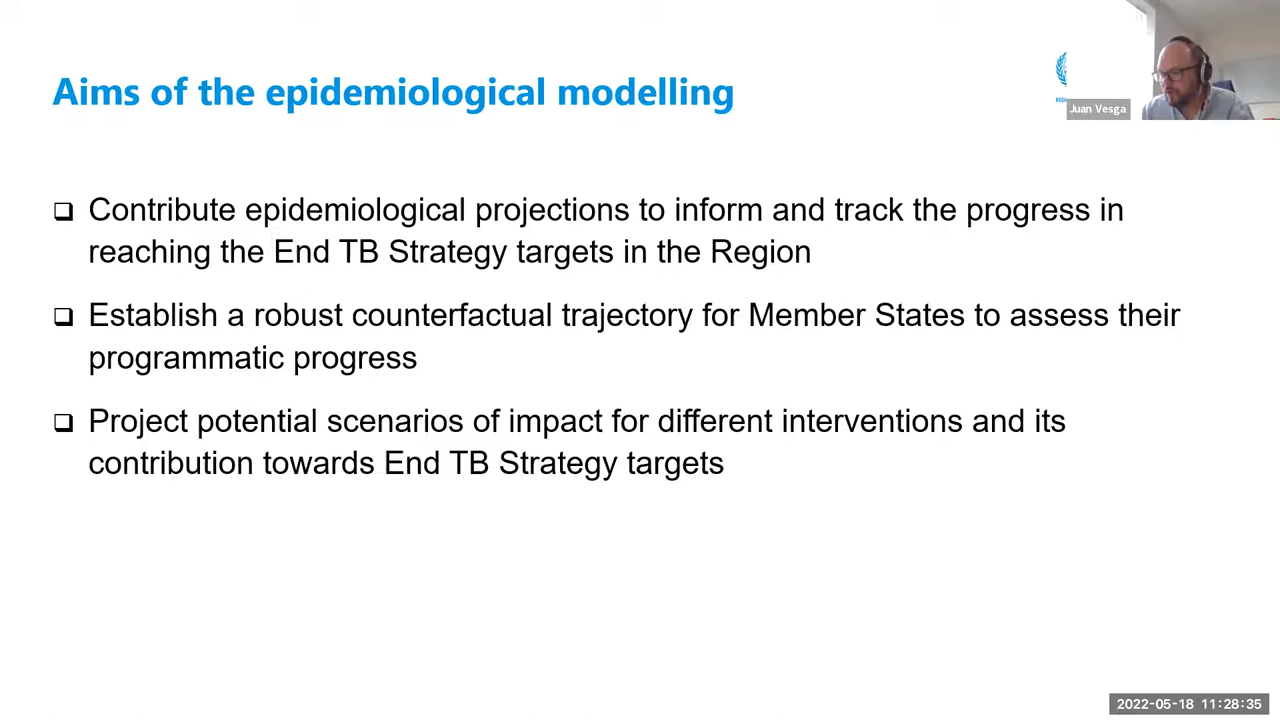 Aims of the epidemiological modelling
Juan Vesga
Contribute epidemiological projections to inform and track the progress in
reaching the End TB Strategy targets in the Region
Establish a robust counterfactual trajectory for Member States to assess their
programmatic progress
Project potential scenarios of impact for different interventions and its
contribution towards End TB Strategy targets
2022-05-18 11:28:35